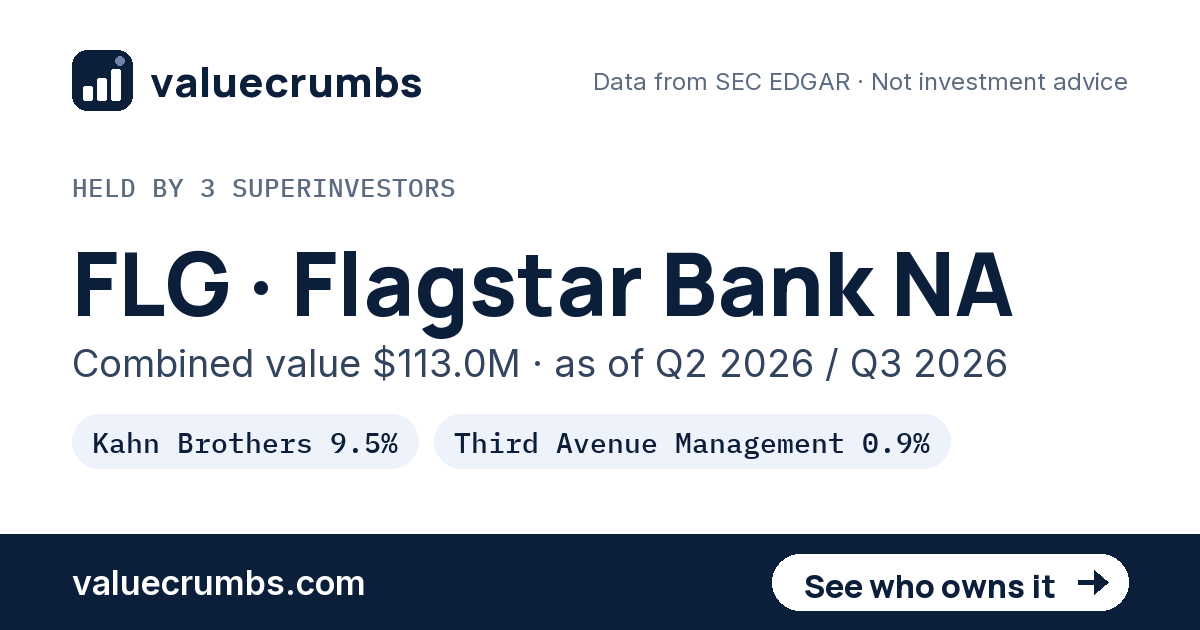 valuecrumbs
Data from SEC EDGAR · Not investment advice
HELD BY 3 SUPERINVESTORS
FLG · Flagstar Bank NA
Combined value $113.0M · as of Q2 2026 / Q3 2026
Kahn Brothers 9.5%
Third Avenue Management 0.9%
valuecrumbs.com
See who owns it →